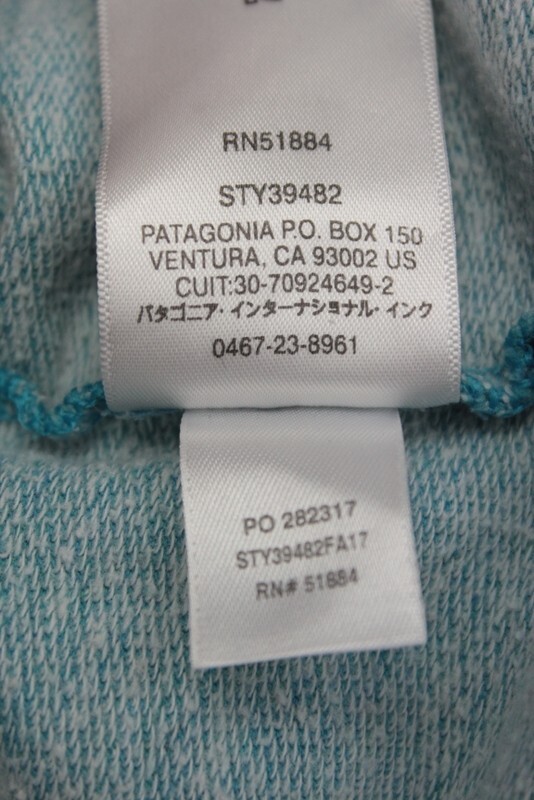 RN51884
STY39482
PATAGONIA P.O. BOX 150
VENTURA, CA 93002 US
CUIT:30-70924649-2
パタゴニア・インターナショナル・インク
0467-23-8961
PO 282317
STY39482FA17
RN# 51884